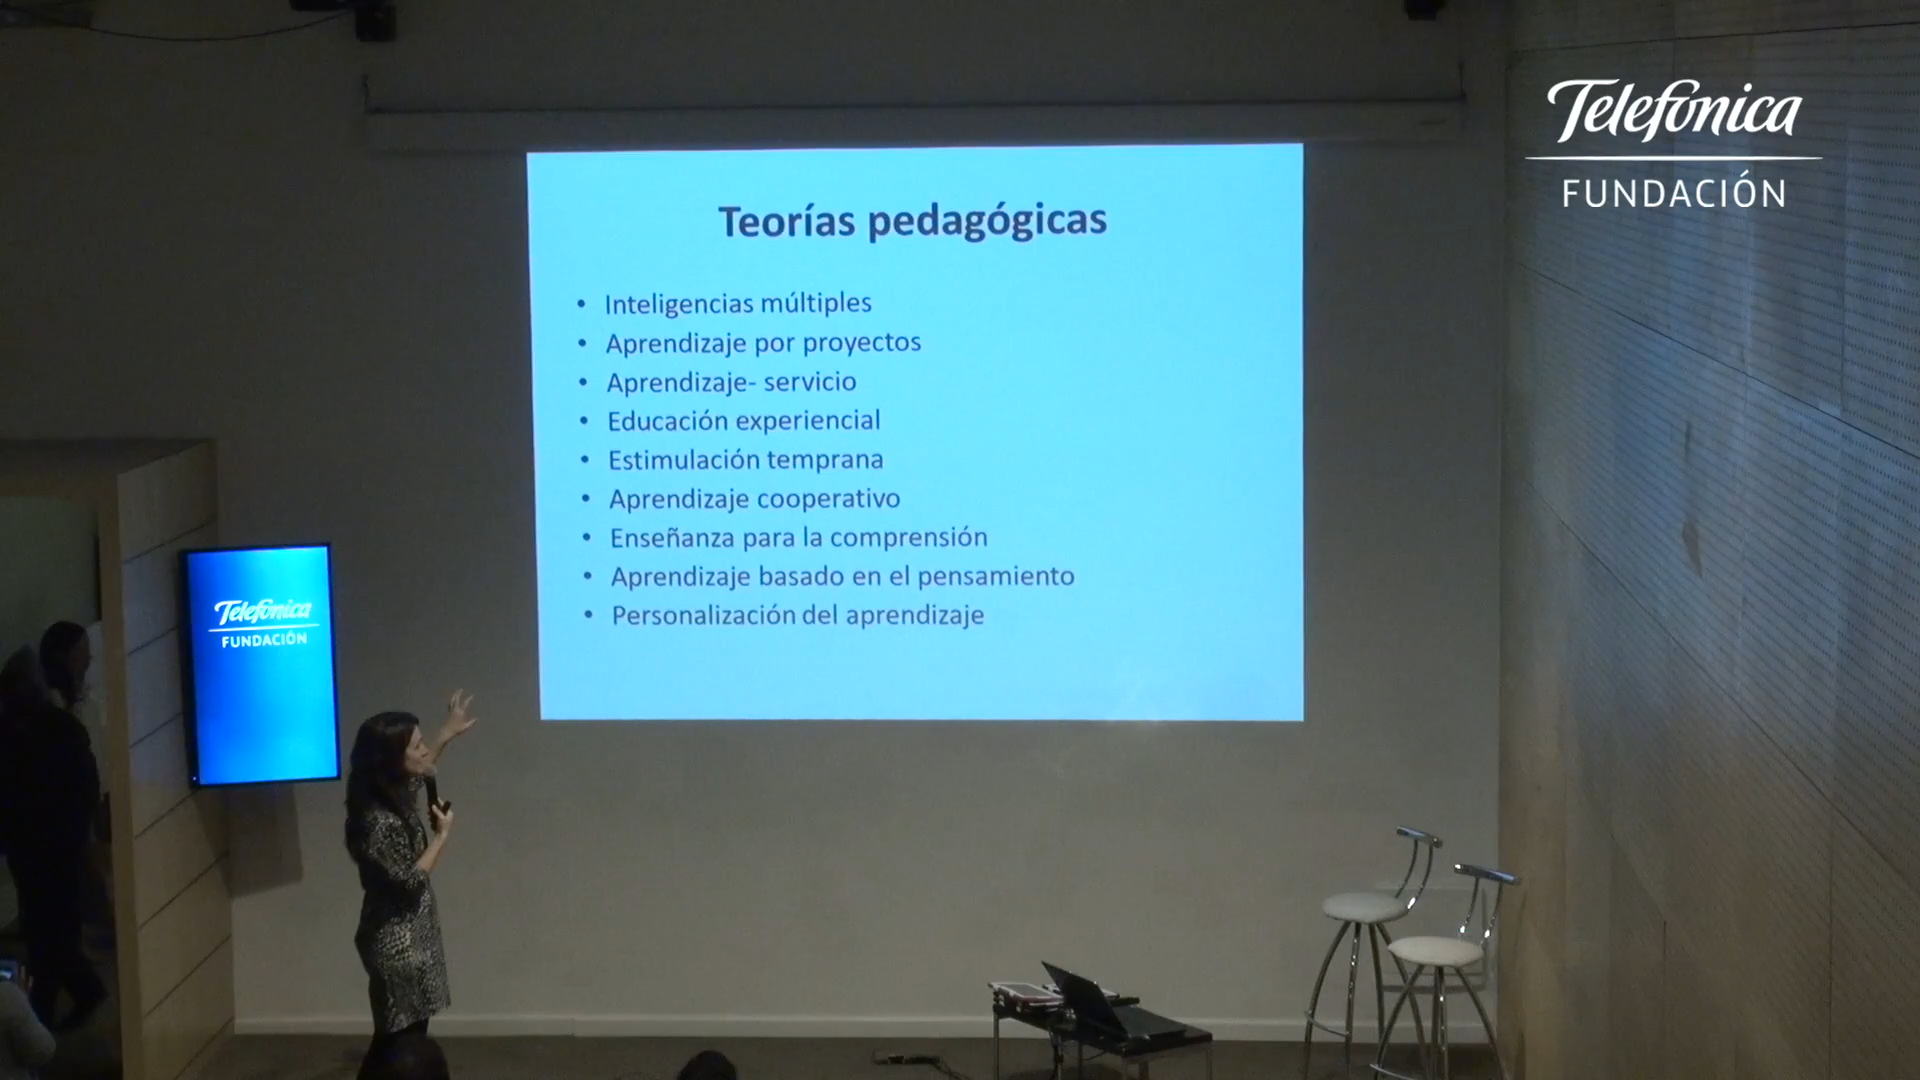 Telefónica
FUNDACIÓN
Teorías pedagógicas
• Inteligencias múltiples
• Aprendizaje por proyectos
• Aprendizaje- servicio
• Educación experiencial
• Estimulación temprana
• Aprendizaje cooperativo
• Enseñanza para la comprensión
• Aprendizaje basado en el pensamiento
• Personalización del aprendizaje
Telefónica
FUNDACIÓN